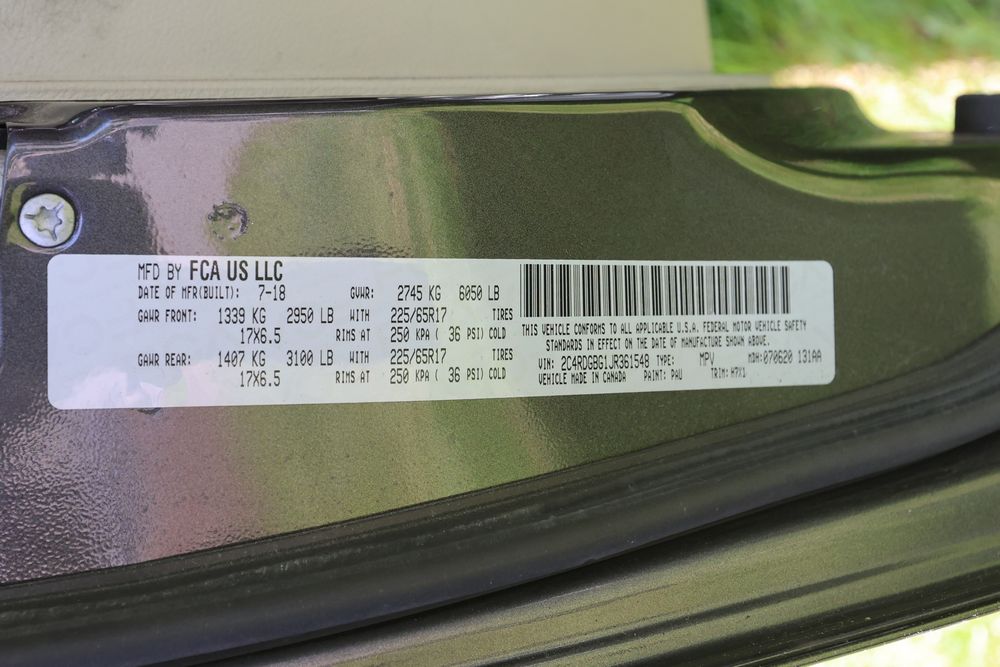 MFD BY FCA US LLC
DATE OF MFR(BUILT): 7-18 GVWR: 2745 KG 6050 LB
GAWR FRONT: 1339 KG 2950 LB WITH 225/65R17 TIRES
17X6.5 RIMS AT 250 KPA ( 36 PSI) COLD
GAWR REAR: 1407 KG 3100 LB WITH 225/65R17 TIRES
17X6.5 RIMS AT 250 KPA ( 36 PSI) COLD
THIS VEHICLE CONFORMS TO ALL APPLICABLE U.S.A. FEDERAL MOTOR VEHICLE SAFETY
STANDARDS IN EFFECT ON THE DATE OF MANUFACTURE SHOWN ABOVE.
VIN: 2C4RDGBG1JR361548 TYPE: MPV MDH:070620 131AA
VEHICLE MADE IN CANADA PAINT: PAU TRIM: H7X1